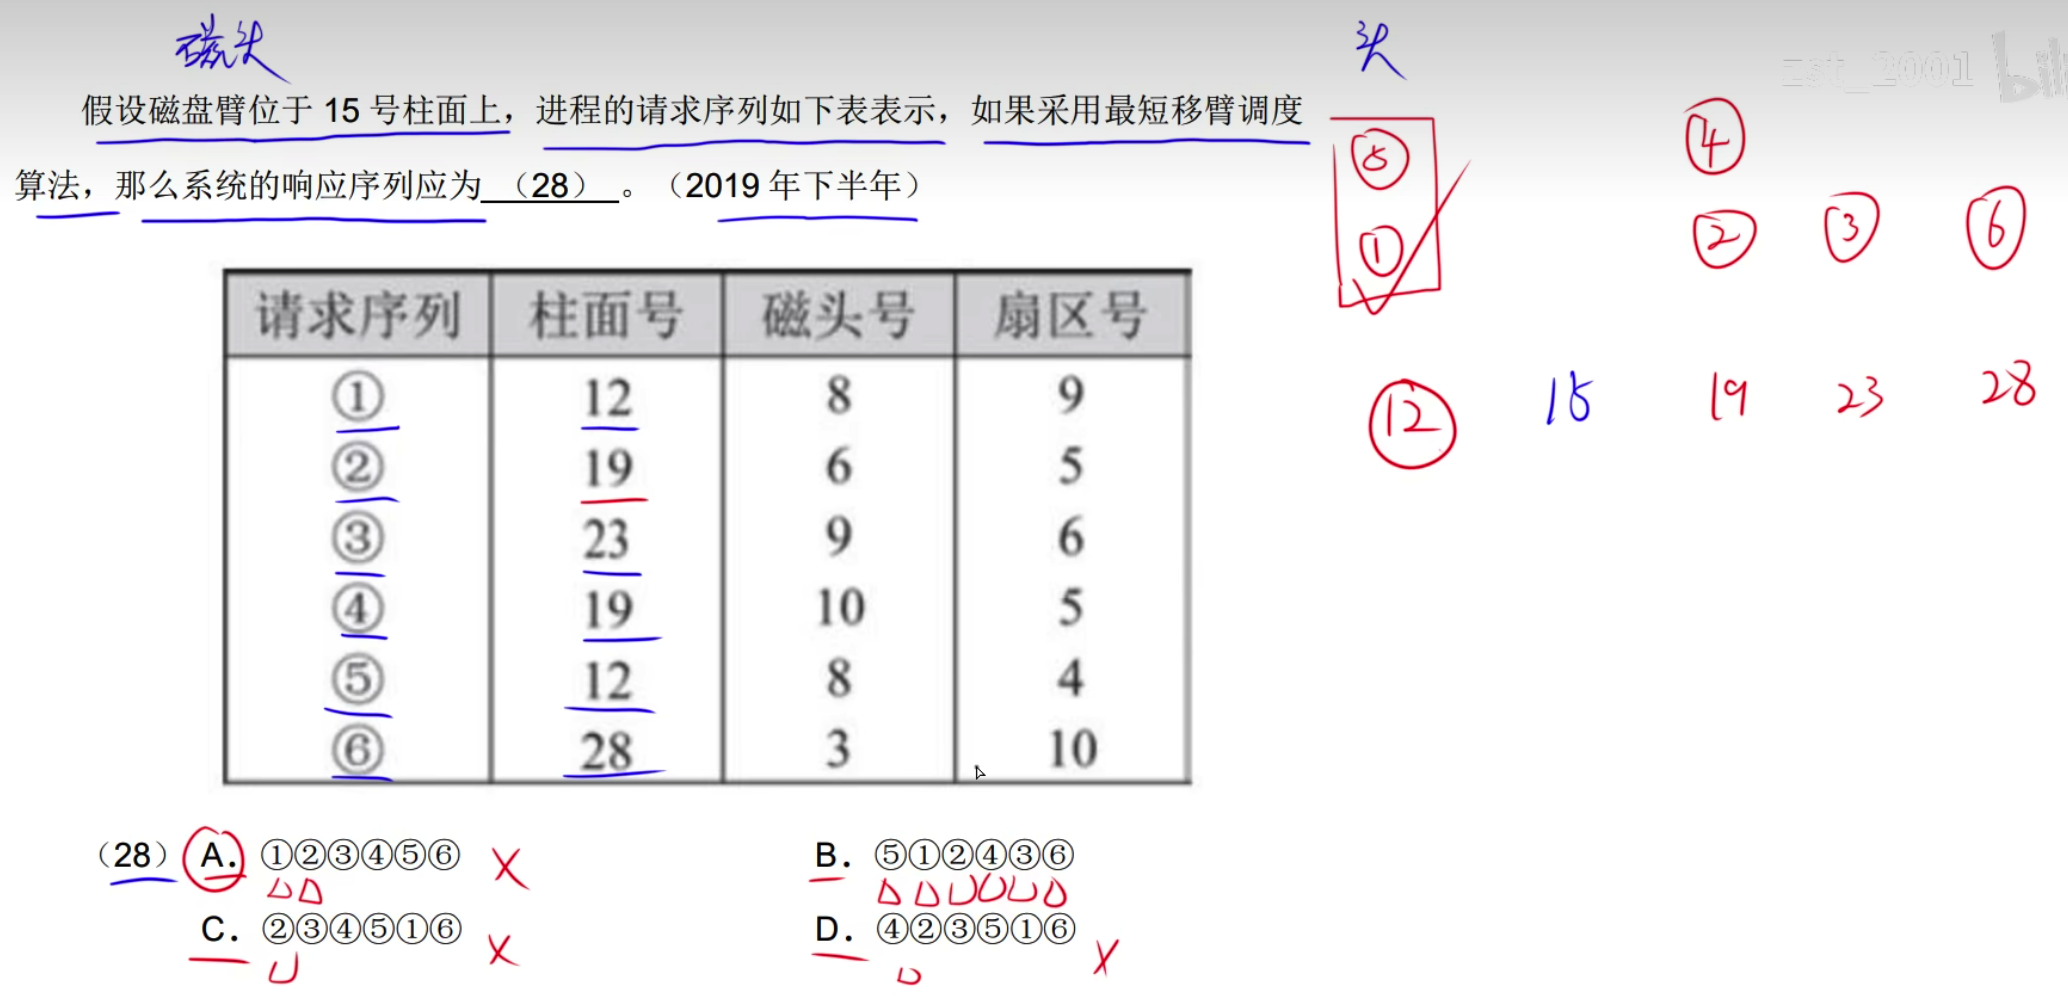 磁头
头
zst_2001 bili
假设磁盘臂位于 15 号柱面上，进程的请求序列如下表表示，如果采用最短移臂调度
算法，那么系统的响应序列应为 （28） 。（2019 年下半年）
⑤
①
④
② ③ ⑥
⑫ 15 19 23 28
请求序列 柱面号 磁头号 扇区号
① 12 8 9
② 19 6 5
③ 23 9 6
④ 19 10 5
⑤ 12 8 4
⑥ 28 3 10
（28） A. ①②③④⑤⑥ × B. ⑤①②④③⑥
C. ②③④⑤①⑥ × D. ④②③⑤①⑥ ×